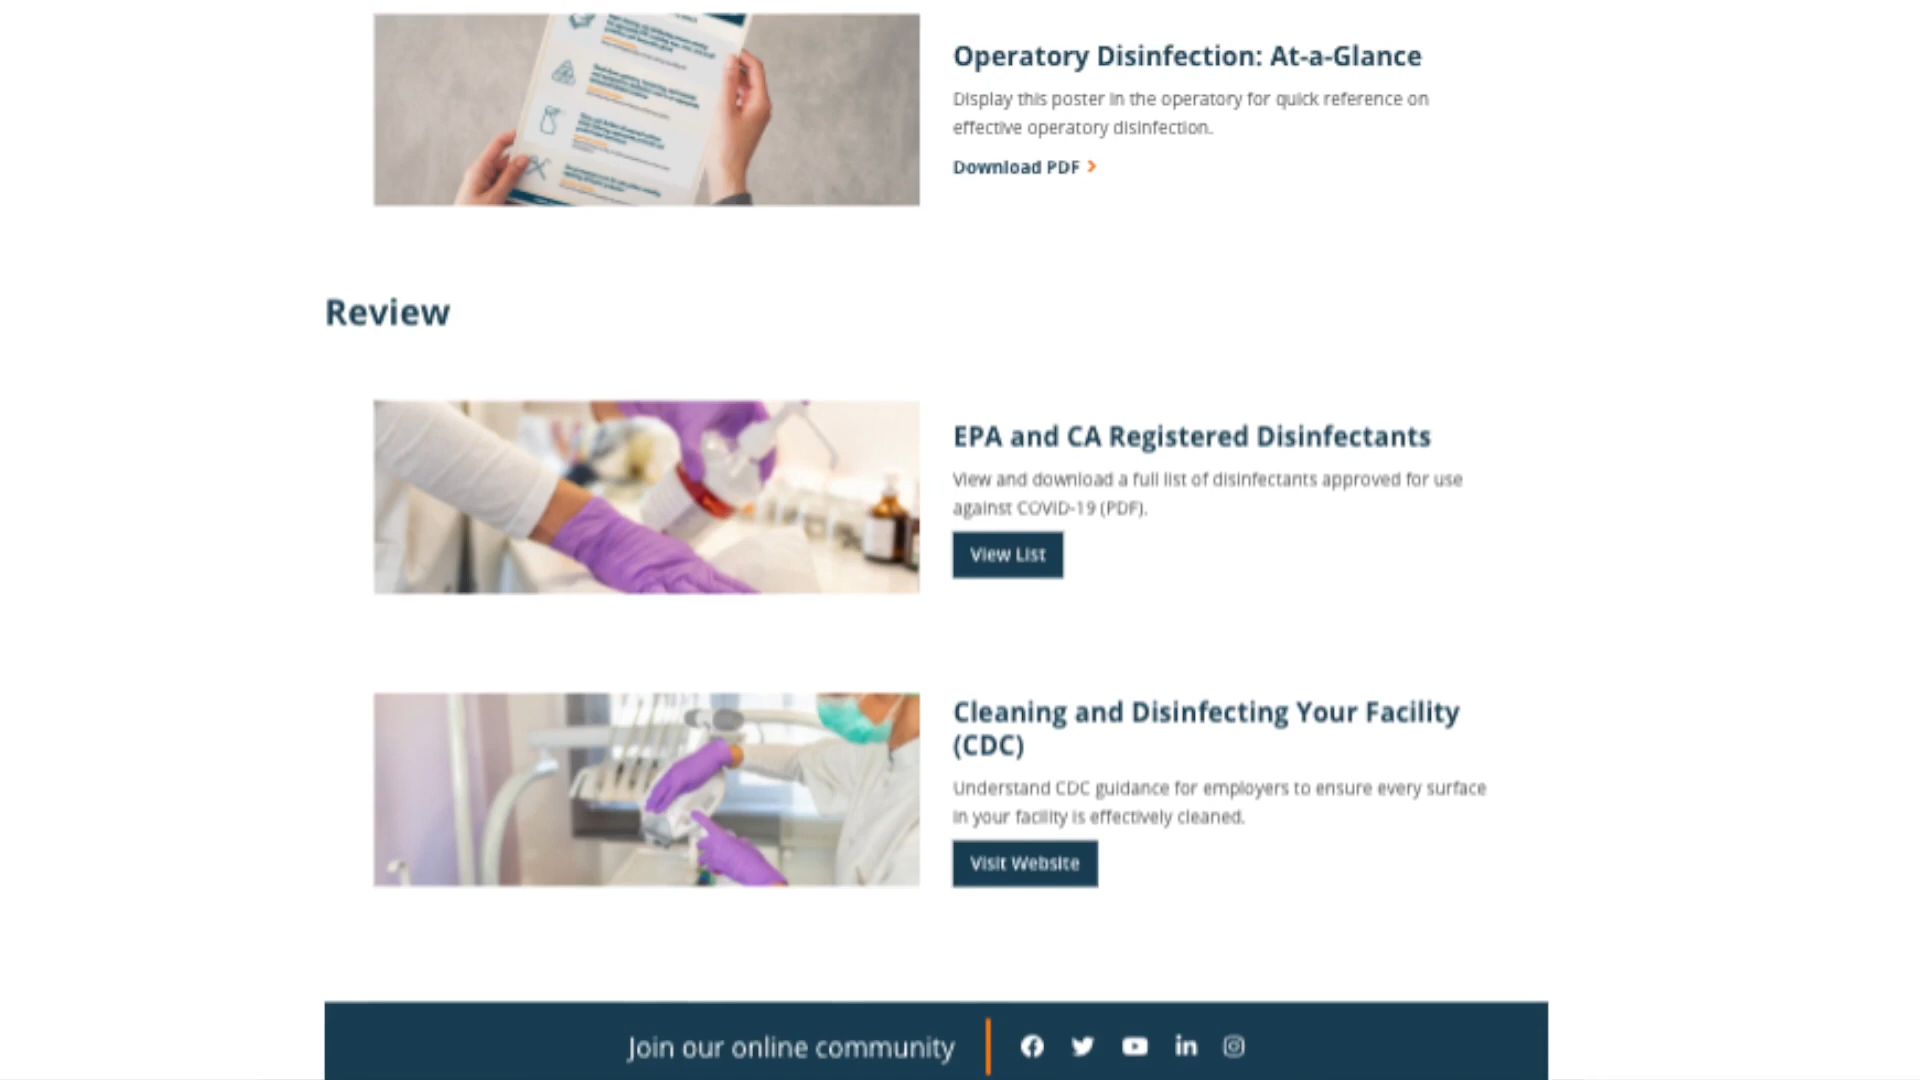 Operatory Disinfection: At-a-Glance
Display this poster in the operatory for quick reference on
effective operatory disinfection.
Download PDF
Review
EPA and CA Registered Disinfectants
View and download a full list of disinfectants approved for use
against COVID-19 (PDF).
View List
Cleaning and Disinfecting Your Facility
(CDC)
Understand CDC guidance for employers to ensure every surface
in your facility is effectively cleaned.
Visit Website
Join our online community